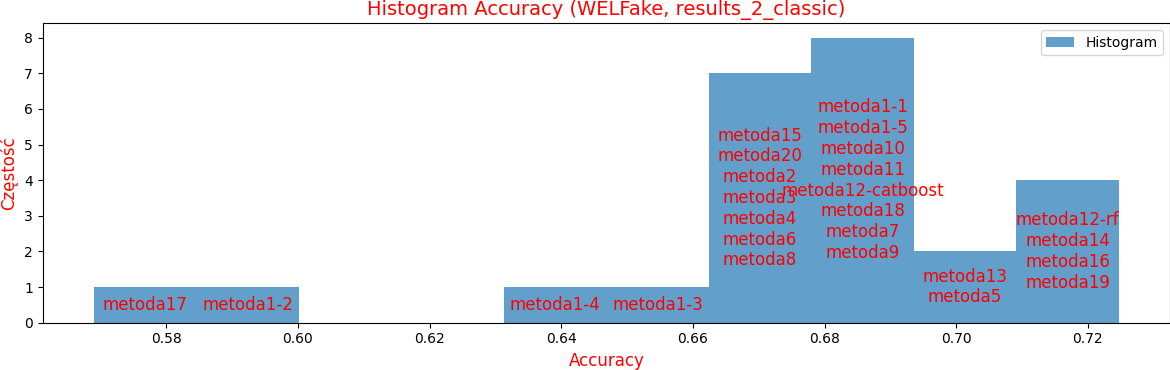 Histogram Accuracy (WELFake, results_2_classic)
Histogram
Częstość
8
7
6
5
4
3
2
1
0
metoda17
metoda1-2
metoda1-4
metoda1-3
metoda15
metoda20
metoda2
metoda3
metoda4
metoda6
metoda8
metoda1-1
metoda1-5
metoda10
metoda11
metoda12-catboost
metoda18
metoda7
metoda9
metoda13
metoda5
metoda12-rf
metoda14
metoda16
metoda19
0.58 0.60 0.62 0.64 0.66 0.68 0.70 0.72
Accuracy